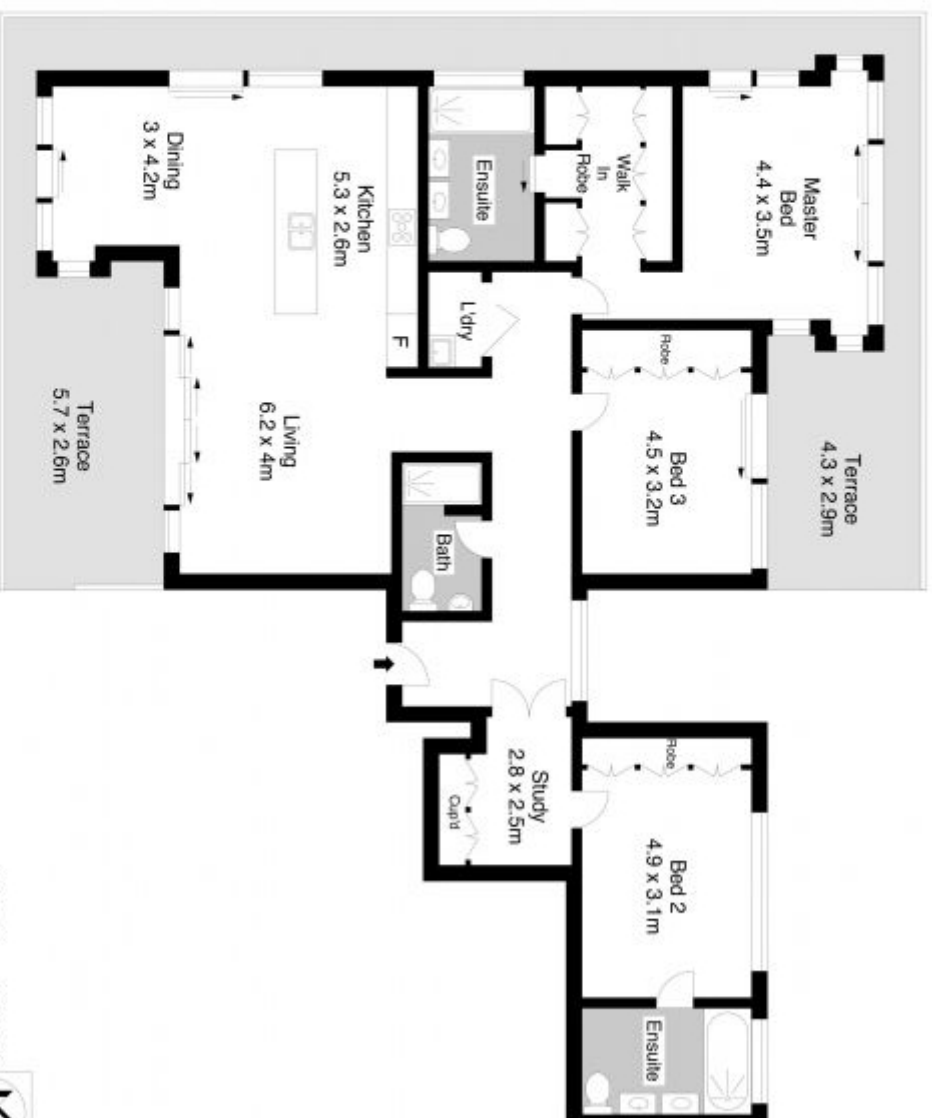 Dining
3 x 4.2m
Kitchen
5.3 x 2.6m
F
Ensuite
Walk
In
Robe
Master
Bed
4.4 x 3.5m
L'dry
Robe
Bed 3
4.5 x 3.2m
Terrace
4.3 x 2.9m
Living
6.2 x 4m
Terrace
5.7 x 2.6m
Bath
Study
2.8 x 2.5m
Cup'd
Robe
Bed 2
4.9 x 3.1m
Ensuite